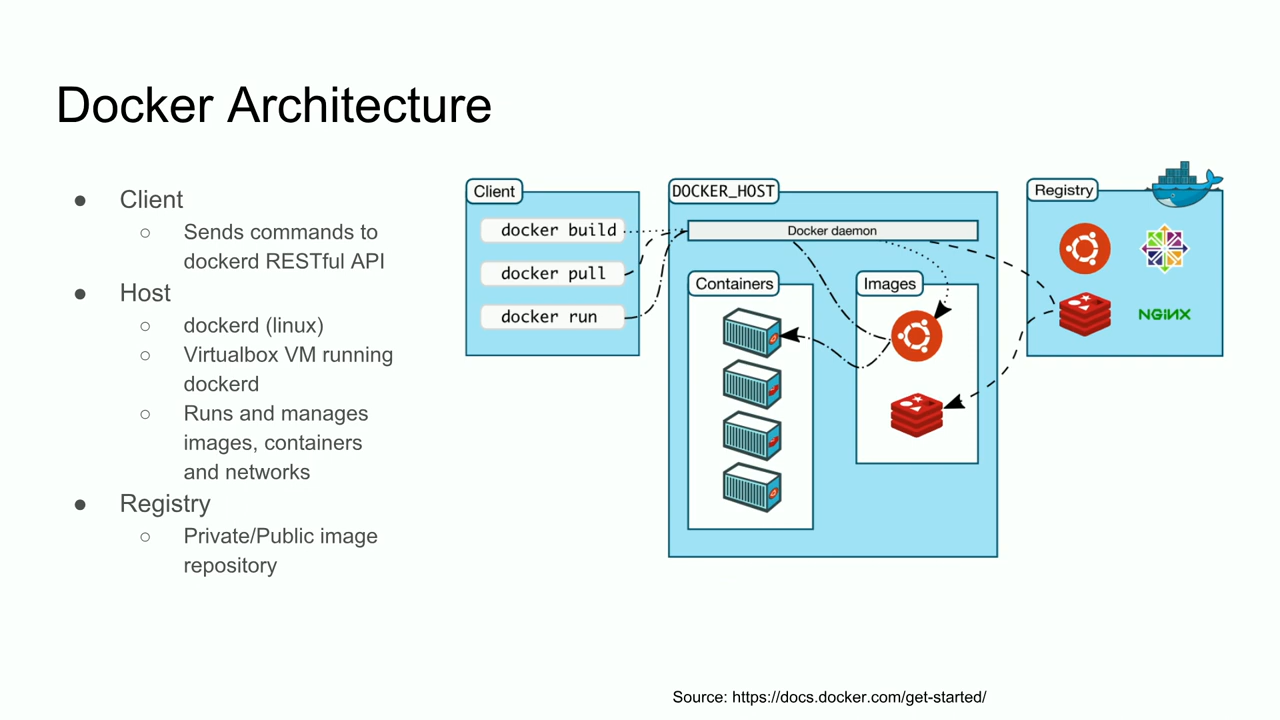 Docker Architecture
● Client
○ Sends commands to
dockerd RESTful API
● Host
○ dockerd (linux)
○ Virtualbox VM running
dockerd
○ Runs and manages
images, containers
and networks
● Registry
○ Private/Public image
repository
Client
docker build
docker pull
docker run
DOCKER_HOST
Docker daemon
Containers
Images
Registry
NGINX
Source: https://docs.docker.com/get-started/